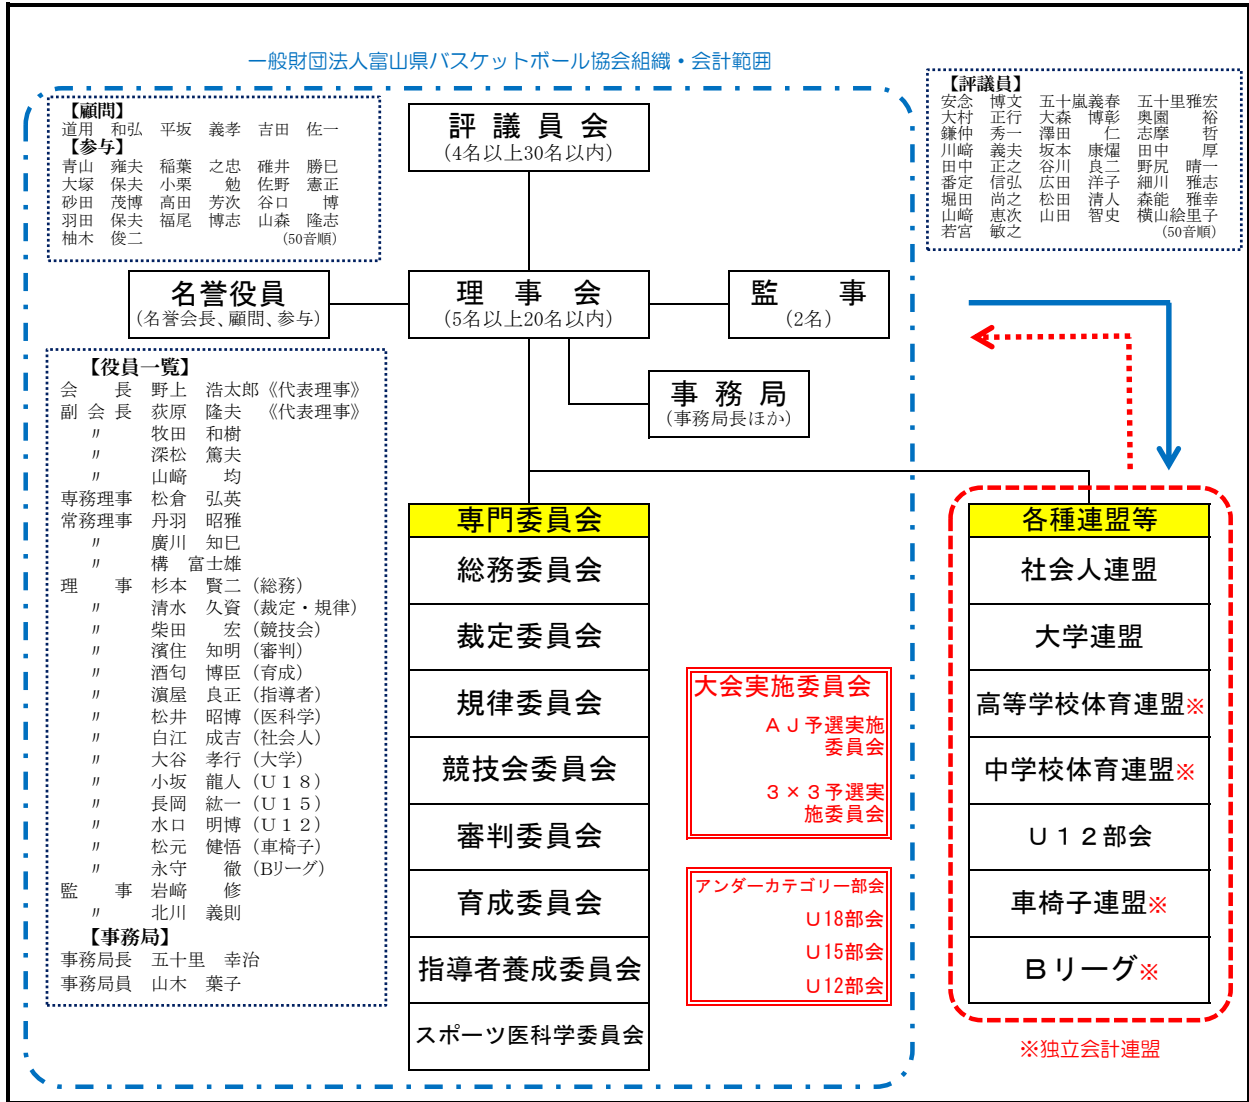 一般財団法人富山県バスケットボール協会組織・会計範囲
【顧問】
道用　和弘　平坂　義孝　吉田　佐一
【参与】
青山　雍夫　稲葉　之忠　碓井　勝巳
大塚　保夫　小栗　　勉　佐野　憲正
砂田　茂博　高田　芳次　谷口　　博
羽田　保夫　福尾　博志　山森　隆志
柚木　俊二　　　　　　　(50音順)
評議員会
(4名以上30名以内)
【評議員】
安念　博文　五十嵐義春　五十里雅宏
大村　正行　大森　博彰　奥園　　裕
鎌仲　秀一　澤田　　仁　志摩　　哲
川﨑　義夫　坂本　康燿　田中　　厚
田中　正之　谷川　良二　野尻　晴一
番定　信弘　広田　洋子　細川　雅志
堀田　尚之　松田　清人　森能　雅幸
山﨑　恵次　山田　智史　横山絵里子
若宮　敏之　　　　　　　(50音順)
名誉役員
(名誉会長、顧問、参与)
理　事　会
(5名以上20名以内)
監　　事
(2名)
事 務 局
(事務局長ほか)
【役員一覧】
会　　長　野上　浩太郎《代表理事》
副 会 長　萩原　隆夫　《代表理事》
〃　牧田　和樹
〃　深松　篤夫
〃　山﨑　　均
専務理事　松倉　弘英
常務理事　丹羽　昭雅
〃　廣川　知巳
〃　構　富士雄
理　　事　杉本　賢二（総務）
〃　清水　久資（裁定・規律）
〃　柴田　　宏（競技会）
〃　濱住　知明（審判）
〃　酒匂　博臣（育成）
〃　濵屋　良正（指導者）
〃　松井　昭博（医科学）
〃　白江　成吉（社会人）
〃　大谷　孝行（大学）
〃　小坂　龍人（Ｕ１８）
〃　長岡　紘一（Ｕ１５）
〃　水口　明博（Ｕ１２）
〃　松元　健悟（車椅子）
〃　永守　　徹（Bリーグ）
監　　事　岩﨑　　修
〃　北川　義則
【事務局】
事務局長　五十里　幸治
事務局員　山木　葉子
専門委員会
総務委員会
裁定委員会
規律委員会
競技会委員会
審判委員会
育成委員会
指導者養成委員会
スポーツ医科学委員会
大会実施委員会
ＡＪ予選実施
委員会
３×３予選実
施委員会
アンダーカテゴリー部会
Ｕ18部会
Ｕ15部会
Ｕ12部会
各種連盟等
社会人連盟
大学連盟
高等学校体育連盟※
中学校体育連盟※
Ｕ１２部会
車椅子連盟※
Ｂリーグ※
※独立会計連盟